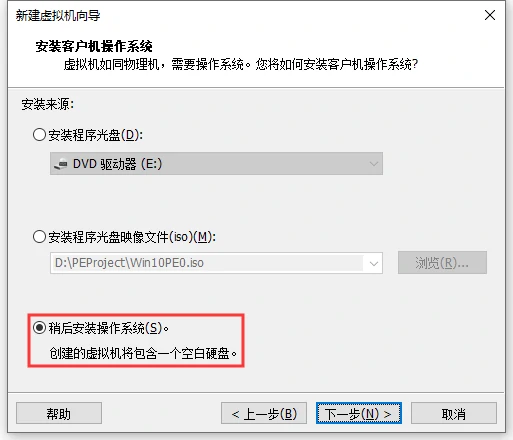 新建虚拟机向导
安装客户机操作系统
虚拟机如同物理机，需要操作系统。您将如何安装客户机操作系统?
安装来源:
安装程序光盘(D):
DVD 驱动器 (E:)
安装程序光盘映像文件(iso)(M):
D:\PEProject\Win10PE0.iso
浏览(R)...
稍后安装操作系统(S)。
创建的虚拟机将包含一个空白硬盘。
帮助
< 上一步(B)
下一步(N) >
取消